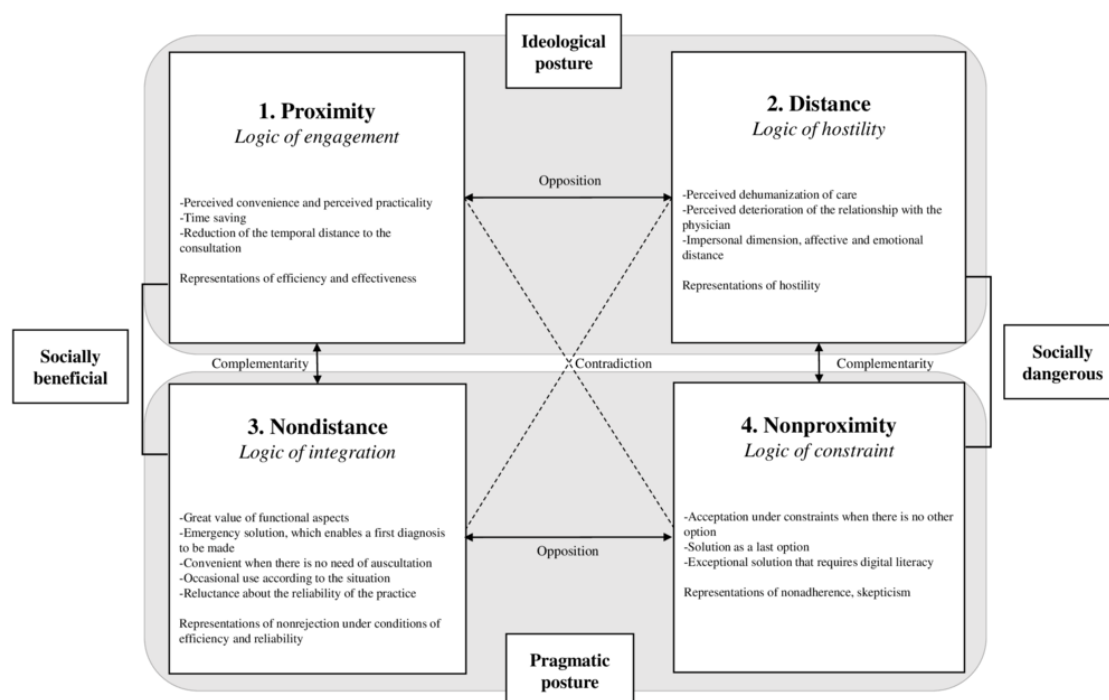 Ideological
posture
1. Proximity
Logic of engagement
-Perceived convenience and perceived practicality
-Time saving
-Reduction of the temporal distance to the
consultation
Representations of efficiency and effectiveness
Opposition
2. Distance
Logic of hostility
-Perceived dehumanization of care
-Perceived deterioration of the relationship with the
physician
-Impersonal dimension, affective and emotional
distance
Representations of hostility
Socially
beneficial
Complementarity
Contradiction
Complementarity
Socially
dangerous
3. Nondistance
Logic of integration
-Great value of functional aspects
-Emergency solution, which enables a first diagnosis
to be made
-Convenient when there is no need of auscultation
-Occasional use according to the situation
-Reluctance about the reliability of the practice
Representations of nonrejection under conditions of
efficiency and reliability
Opposition
4. Nonproximity
Logic of constraint
-Acceptation under constraints when there is no other
option
-Solution as a last option
-Exceptional solution that requires digital literacy
Representations of nonadherence, skepticism
Pragmatic
posture